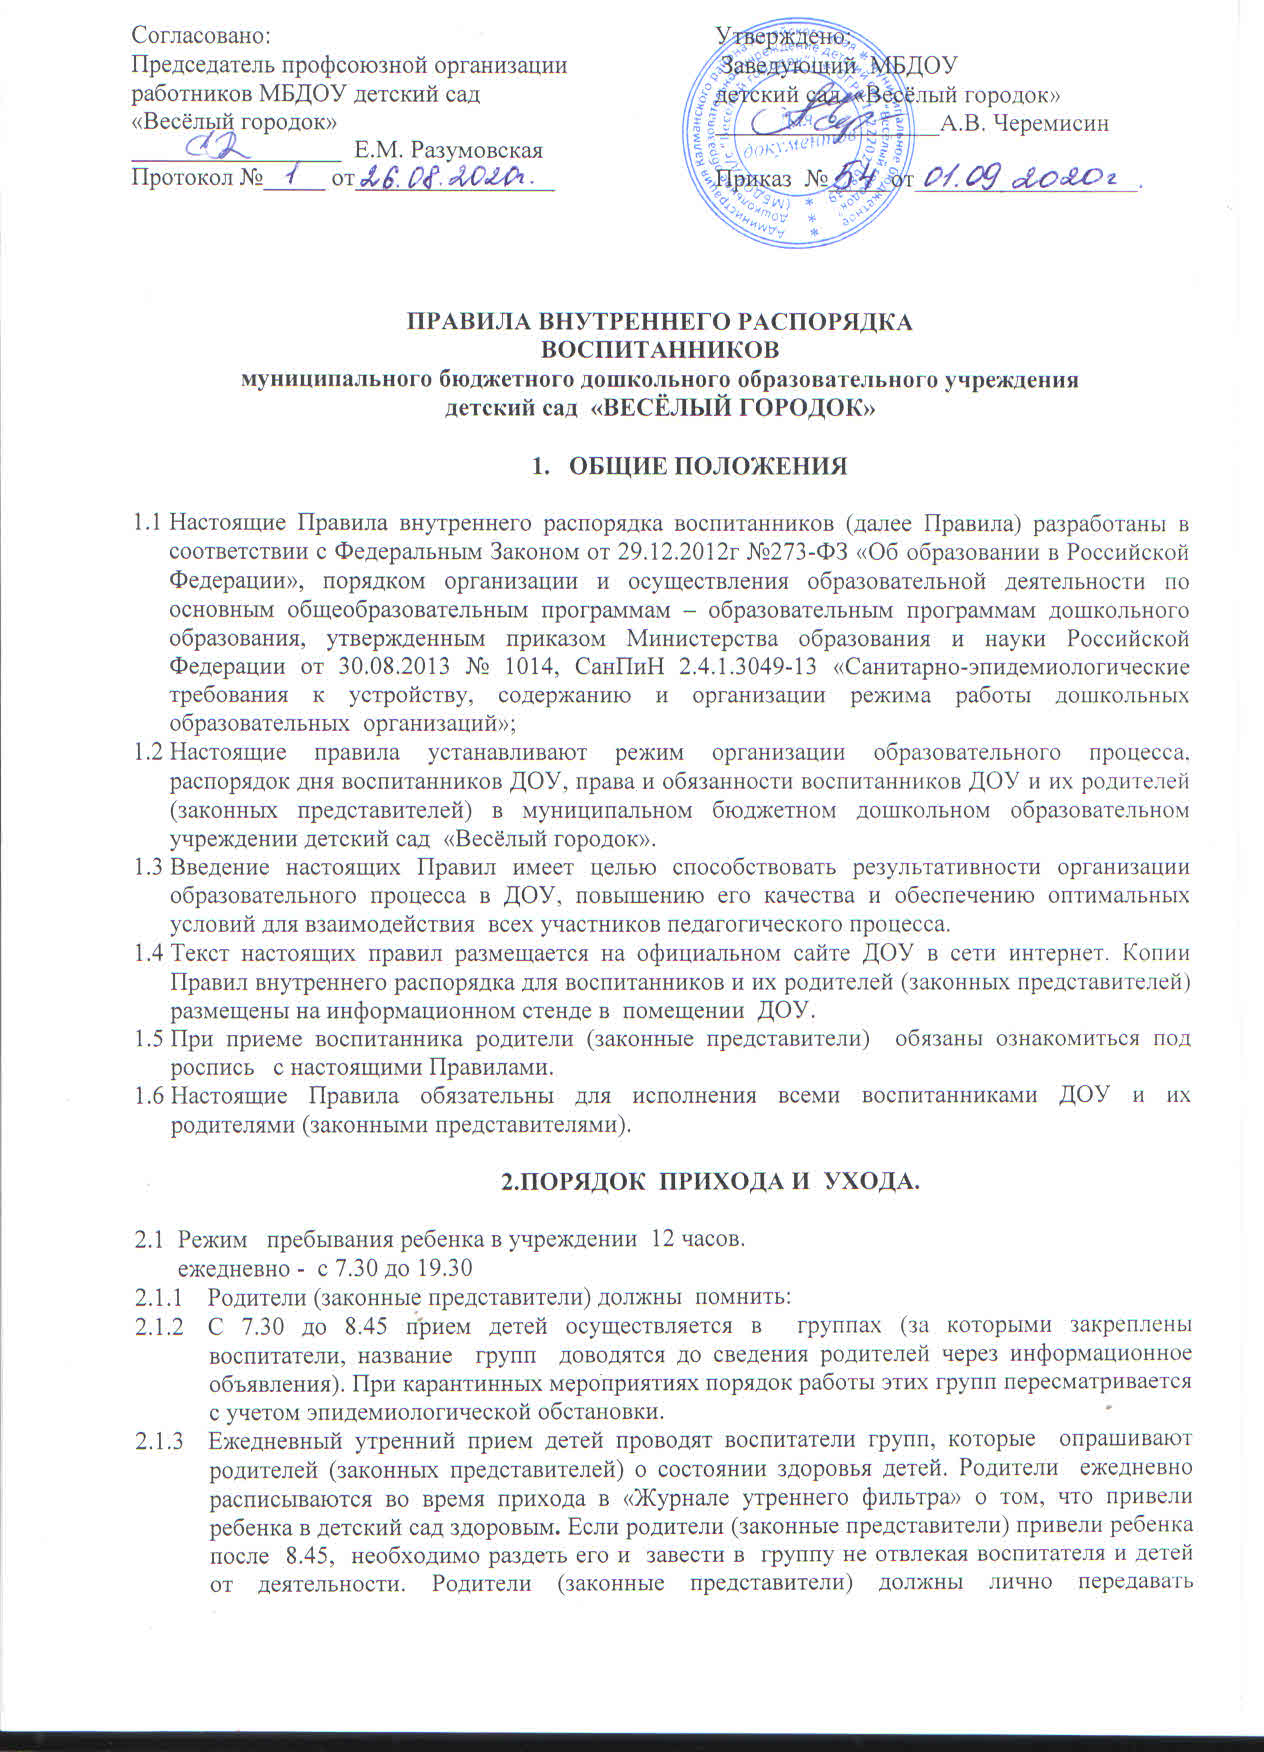 Согласовано:
Председатель профсоюзной организации
работников МБДОУ детский сад
«Весёлый городок»
Е.М. Разумовская
Протокол № 1 от 26.08.2020г.
Утверждено:
Заведующий МБДОУ
детский сад «Весёлый городок»
А.В. Черемисин
документов
Приказ № 54 от 01.09 2020г.
ПРАВИЛА ВНУТРЕННЕГО РАСПОРЯДКА
ВОСПИТАННИКОВ
муниципального бюджетного дошкольного образовательного учреждения
детский сад «ВЕСЁЛЫЙ ГОРОДОК»
1. ОБЩИЕ ПОЛОЖЕНИЯ
1.1 Настоящие Правила внутреннего распорядка воспитанников (далее Правила) разработаны в
соответствии с Федеральным Законом от 29.12.2012г №273-ФЗ «Об образовании в Российской
Федерации», порядком организации и осуществления образовательной деятельности по
основным общеобразовательным программам – образовательным программам дошкольного
образования, утвержденным приказом Министерства образования и науки Российской
Федерации от 30.08.2013 № 1014, СанПиН 2.4.1.3049-13 «Санитарно-эпидемиологические
требования к устройству, содержанию и организации режима работы дошкольных
образовательных организаций»;
1.2 Настоящие правила устанавливают режим организации образовательного процесса.
распорядок дня воспитанников ДОУ, права и обязанности воспитанников ДОУ и их родителей
(законных представителей) в муниципальном бюджетном дошкольном образовательном
учреждении детский сад «Весёлый городок».
1.3 Введение настоящих Правил имеет целью способствовать результативности организации
образовательного процесса в ДОУ, повышению его качества и обеспечению оптимальных
условий для взаимодействия всех участников педагогического процесса.
1.4 Текст настоящих правил размещается на официальном сайте ДОУ в сети интернет. Копии
Правил внутреннего распорядка для воспитанников и их родителей (законных представителей)
размещены на информационном стенде в помещении ДОУ.
1.5 При приеме воспитанника родители (законные представители) обязаны ознакомиться под
роспись с настоящими Правилами.
1.6 Настоящие Правила обязательны для исполнения всеми воспитанниками ДОУ и их
родителями (законными представителями).
2.ПОРЯДОК ПРИХОДА И УХОДА.
2.1 Режим пребывания ребенка в учреждении 12 часов.
ежедневно - с 7.30 до 19.30
2.1.1 Родители (законные представители) должны помнить:
2.1.2 С 7.30 до 8.45 прием детей осуществляется в группах (за которыми закреплены
воспитатели, название групп доводятся до сведения родителей через информационное
объявления). При карантинных мероприятиях порядок работы этих групп пересматривается
с учетом эпидемиологической обстановки.
2.1.3 Ежедневный утренний прием детей проводят воспитатели групп, которые опрашивают
родителей (законных представителей) о состоянии здоровья детей. Родители ежедневно
расписываются во время прихода в «Журнале утреннего фильтра» о том, что привели
ребенка в детский сад здоровым. Если родители (законные представители) привели ребенка
после 8.45, необходимо раздеть его и завести в группу не отвлекая воспитателя и детей
от деятельности. Родители (законные представители) должны лично передавать